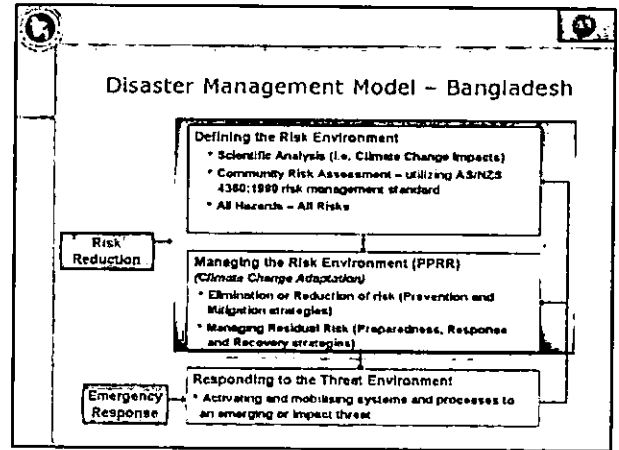 Disaster Management Model – Bangladesh
Defining the Risk Environment
* Scientific Analysis (i.e. Climate Change Impacts)
* Community Risk Assessment – utilizing AS/NZS
4360:1999 risk management standard
* All Hazards – All Risks
Risk
Reduction
Managing the Risk Environment (PPRR)
(Climate Change Adaptation)
* Elimination or Reduction of risk (Prevention and
Mitigation strategies)
* Managing Residual Risk (Preparedness, Response
and Recovery strategies)
Emergency
Response
Responding to the Threat Environment
* Activating and mobilising systems and processes to
an emerging or impact threat